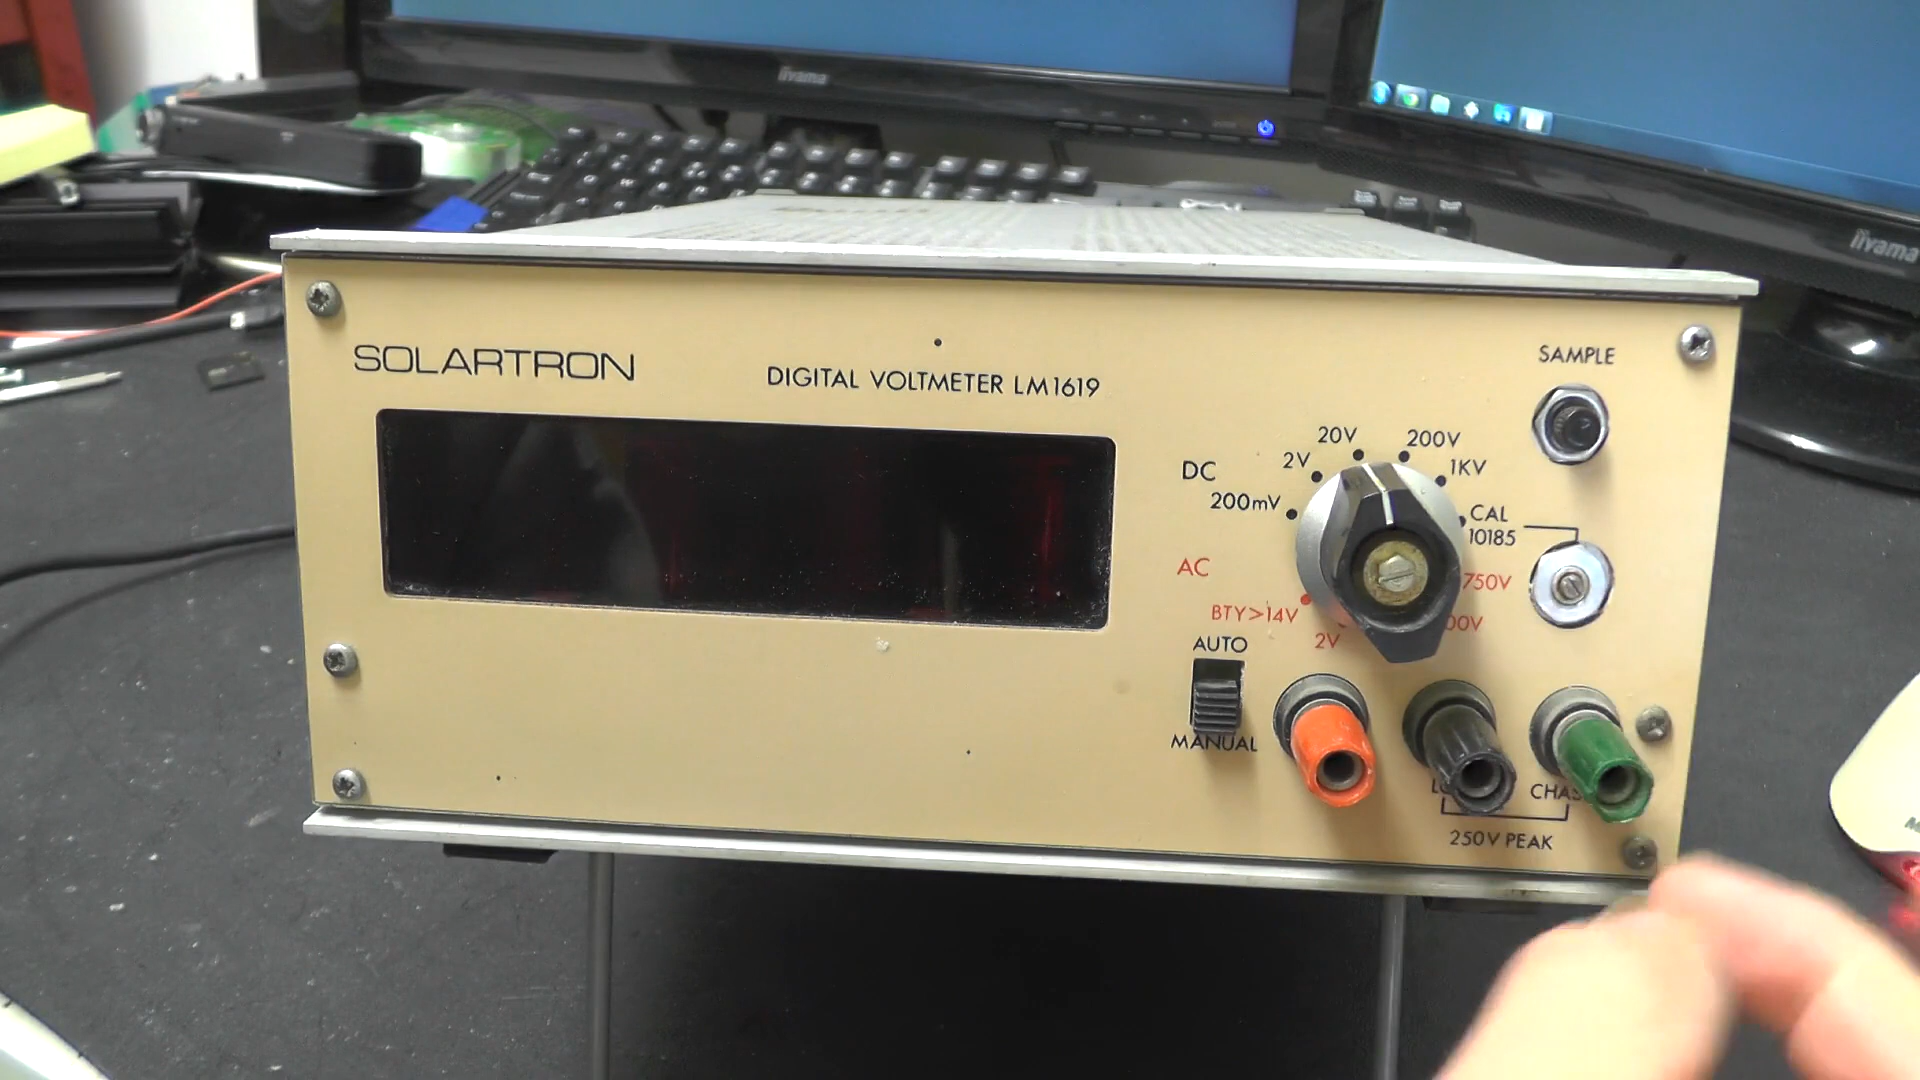 iiyama
iiyama
SOLARTRON
DIGITAL VOLTMETER LM1619
SAMPLE
DC
200mV
2V
20V
200V
1KV
CAL
10185
AC
BTY>14V
2V
750V
AUTO
MANUAL
250V PEAK